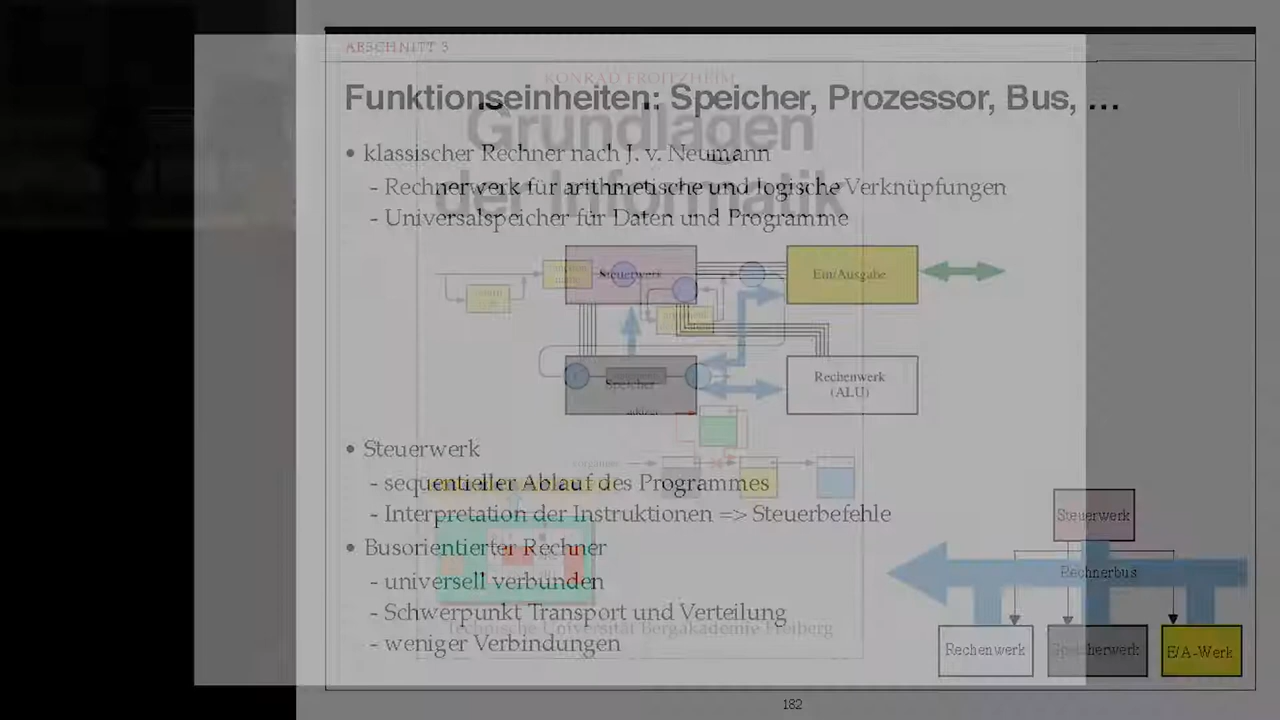 ABSCHNITT 3
KONRAD FROITZHEIM
Funktionseinheiten: Speicher, Prozessor, Bus, ...
Grundlagen
der Informatik
• klassischer Rechner nach J. v. Neumann
- Rechnerwerk für arithmetische und logische Verknüpfungen
- Universalspeicher für Daten und Programme
Steuerwerk
Ein/Ausgabe
Speicher
Rechenwerk
(ALU)
• Steuerwerk
- sequentieller Ablauf des Programmes
- Interpretation der Instruktionen => Steuerbefehle
• Busorientierter Rechner
- universell verbunden
- Schwerpunkt Transport und Verteilung
- weniger Verbindungen
Technische Universität Bergakademie Freiberg
Steuerwerk
Rechnerbus
Rechenwerk
Speicherwerk
E/A-Werk
182